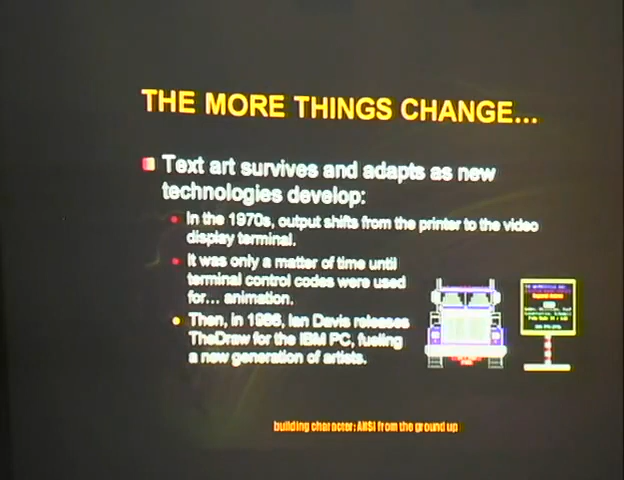 THE MORE THINGS CHANGE...
Text art survives and adapts as new
technologies develop:
In the 1970s, output shifts from the printer to the video
display terminal.
It was only a matter of time until
terminal control codes were used
for... animation.
Then, in 1986, Ian Davis releases
TheDraw for the IBM PC, fueling
a new generation of artists.
building character: ANSI from the ground up